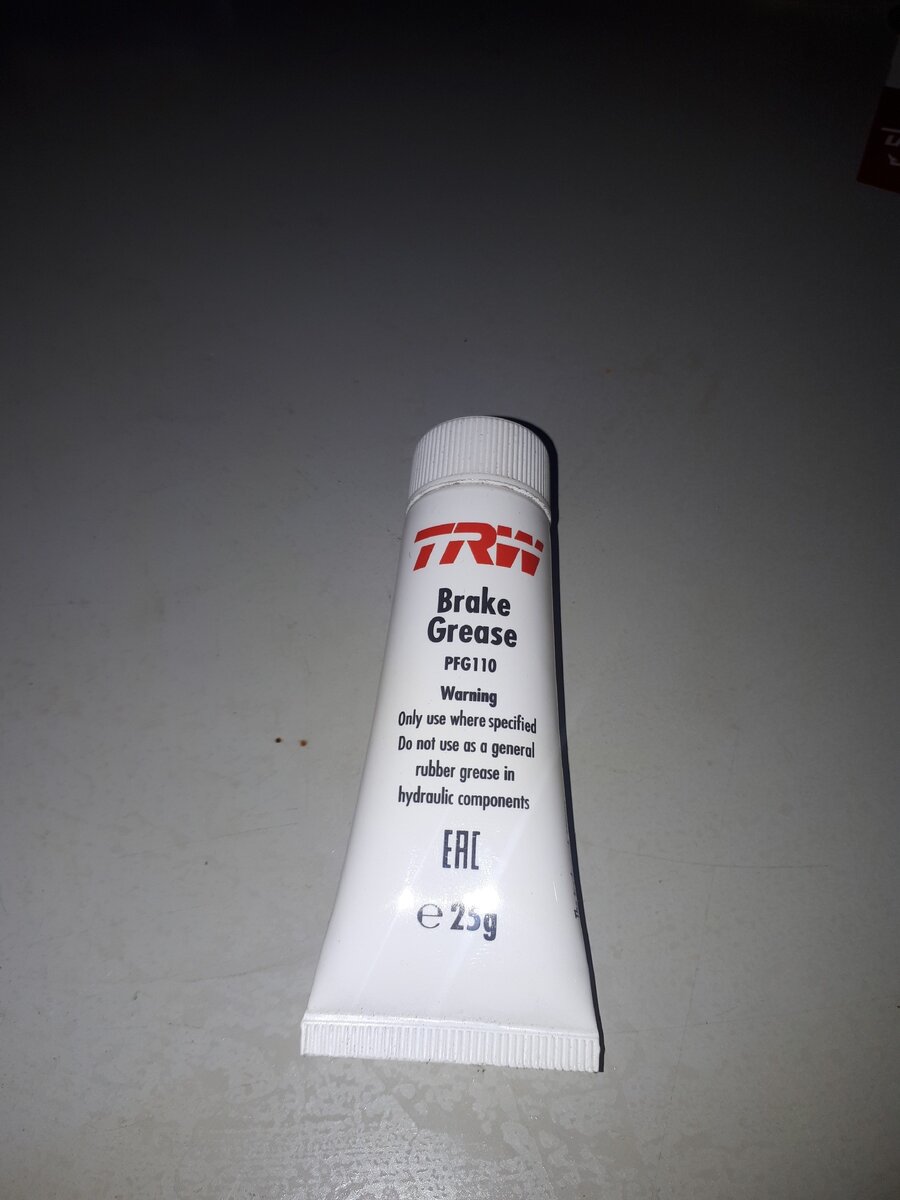 TRW
Brake
Grease
PFG110
Warning
Only use where specified
Do not use as a general
rubber grease in
hydraulic components
EAC
℮ 25g